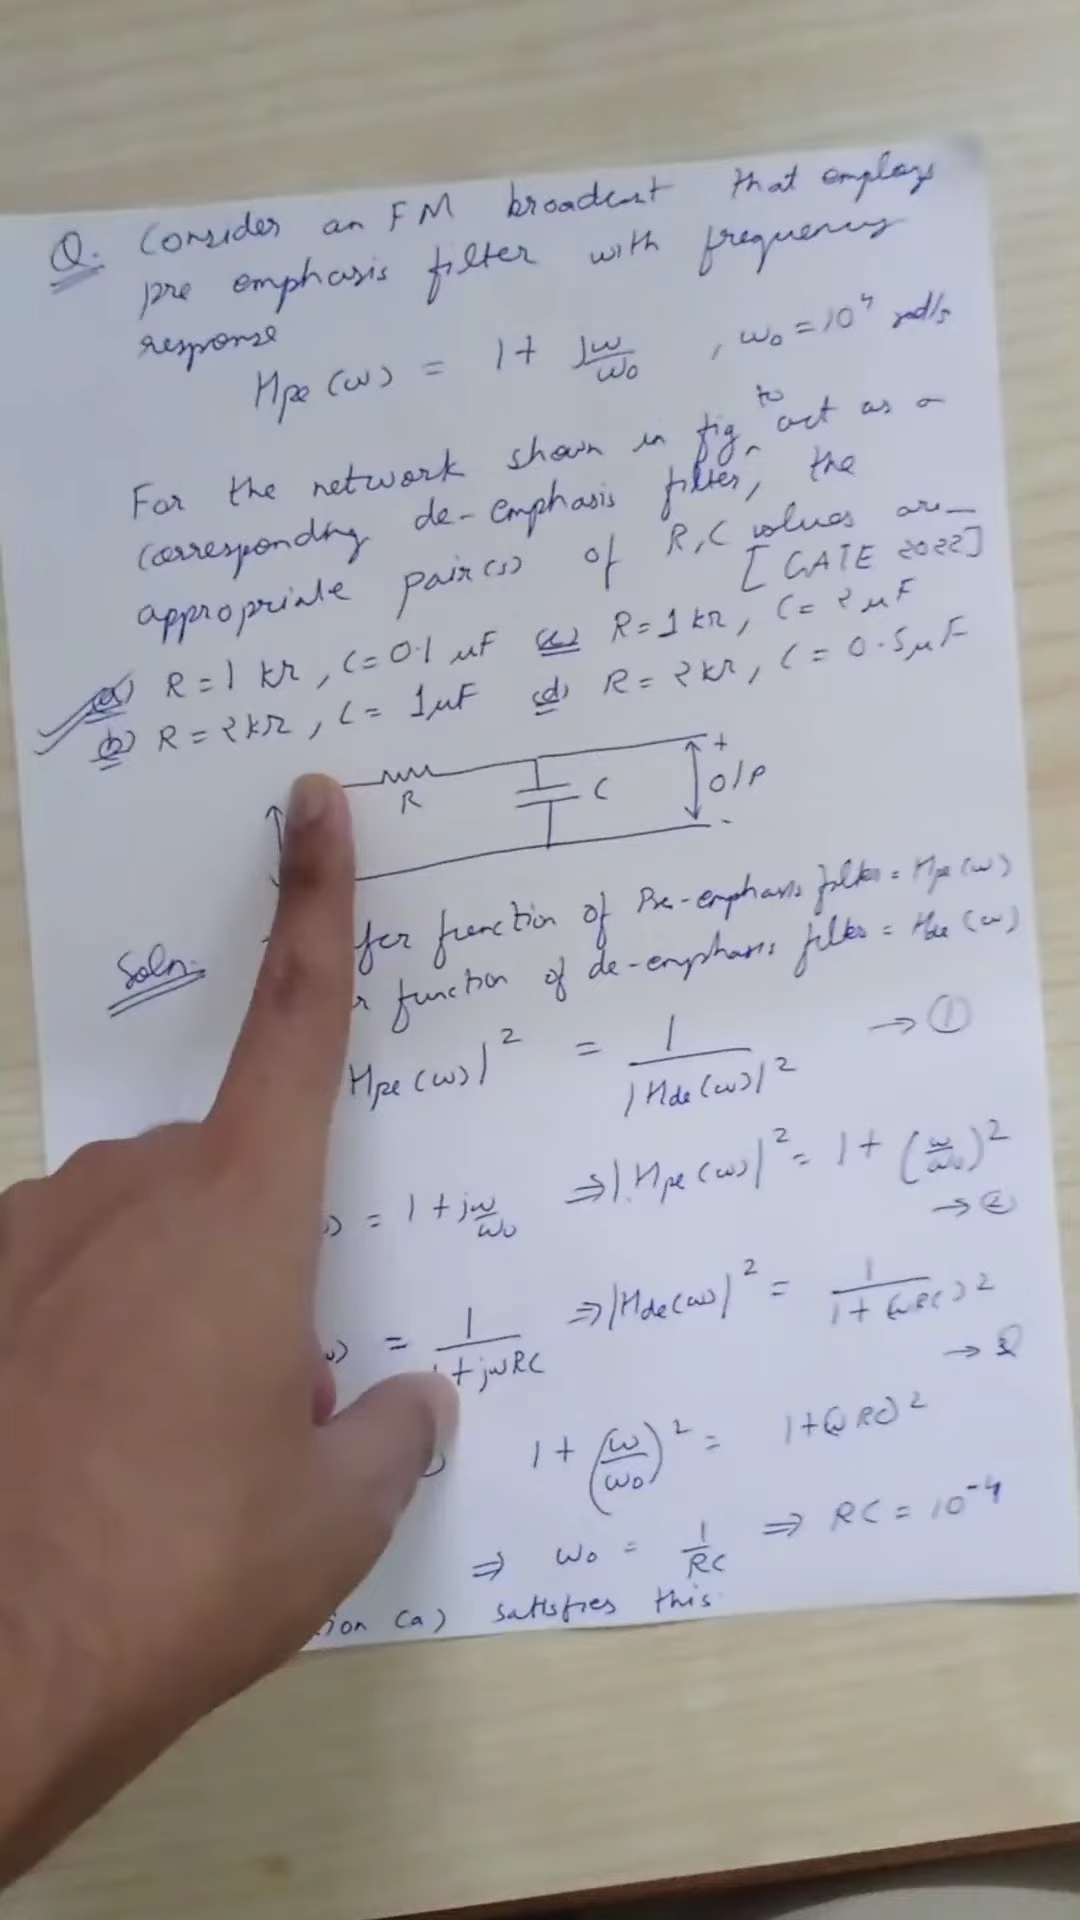 Q. Consider an FM broadcast that employs
pre emphasis filter with frequency
response
Hpe (ω) = 1 + jω/ω0 , ω0 = 10⁴ rad/s
For the network shown in fig, to act as a
corresponding de-emphasis filter, the
appropriate pair(s) of R, C values are_
[GATE 2022]
(a) R = 1 kΩ, C = 0.1 μF (c) R = 1 kΩ, C = 2 μF
(b) R = 2 kΩ, C = 1 μF (d) R = 2 kΩ, C = 0.5 μF
R C + O/P -
Soln. fer function of Pre-emphasis filter = Hpe(ω)
r function of de-emphasis filter = Hde(ω)
Hpe(ω)|² = 1/|Hde(ω)|² → ①
) = 1 + jω/ω0 ⇒ |Hpe(ω)|² = 1 + (ω/ω0)²
→ ②
) = 1/(1 + jωRC) ⇒ |Hde(ω)|² = 1/(1 + (ωRC)²)
→ ③
1 + (ω/ω0)² = 1 + (ωRC)²
⇒ ω0 = 1/RC ⇒ RC = 10⁻⁴
ion (a) satisfies this